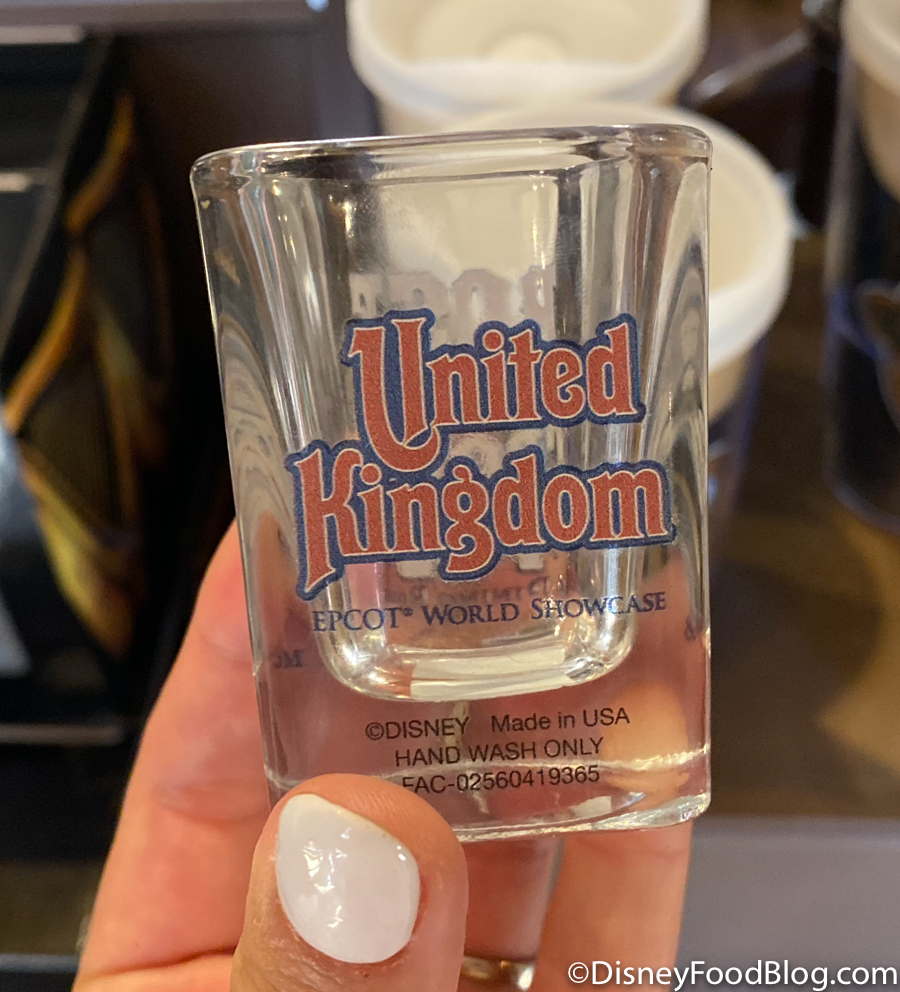 United
Kingdom
EPCOT® WORLD SHOWCASE
©DISNEY Made in USA
HAND WASH ONLY
FAC-02560419365
©DisneyFoodBlog.com